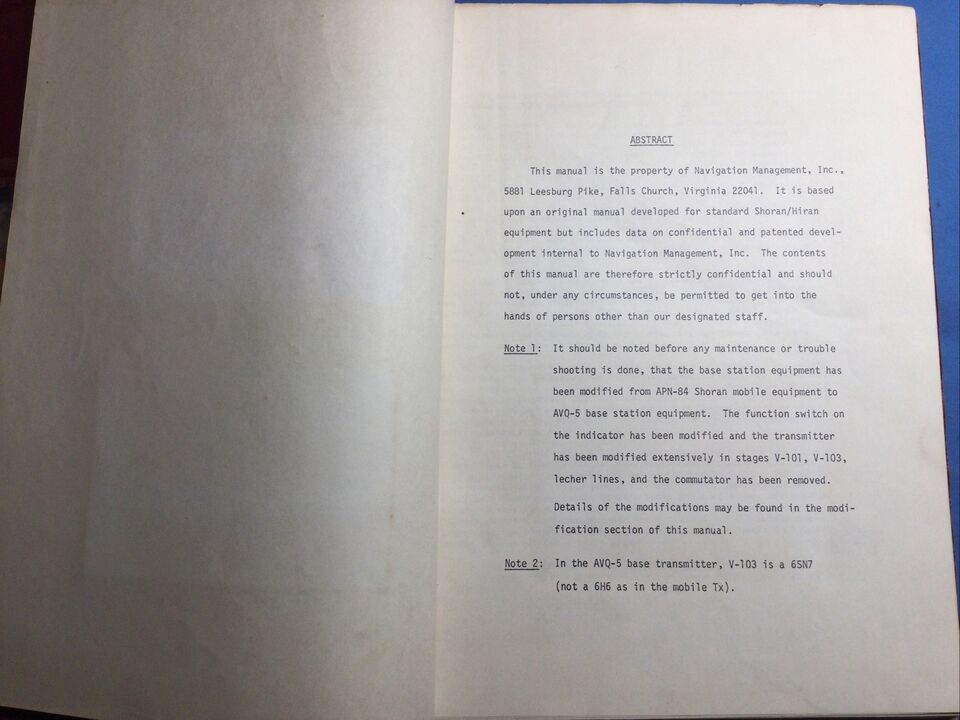 ABSTRACT
This manual is the property of Navigation Management, Inc.,
5881 Leesburg Pike, Falls Church, Virginia 22041. It is based
upon an original manual developed for standard Shoran/Hiran
equipment but includes data on confidential and patented devel-
opment internal to Navigation Management, Inc. The contents
of this manual are therefore strictly confidential and should
not, under any circumstances, be permitted to get into the
hands of persons other than our designated staff.
Note 1: It should be noted before any maintenance or trouble
shooting is done, that the base station equipment has
been modified from APN-84 Shoran mobile equipment to
AVQ-5 base station equipment. The function switch on
the indicator has been modified and the transmitter
has been modified extensively in stages V-101, V-103,
lecher lines, and the commutator has been removed.
Details of the modifications may be found in the modi-
fication section of this manual.
Note 2: In the AVQ-5 base transmitter, V-103 is a 6SN7
(not a 6H6 as in the mobile Tx).